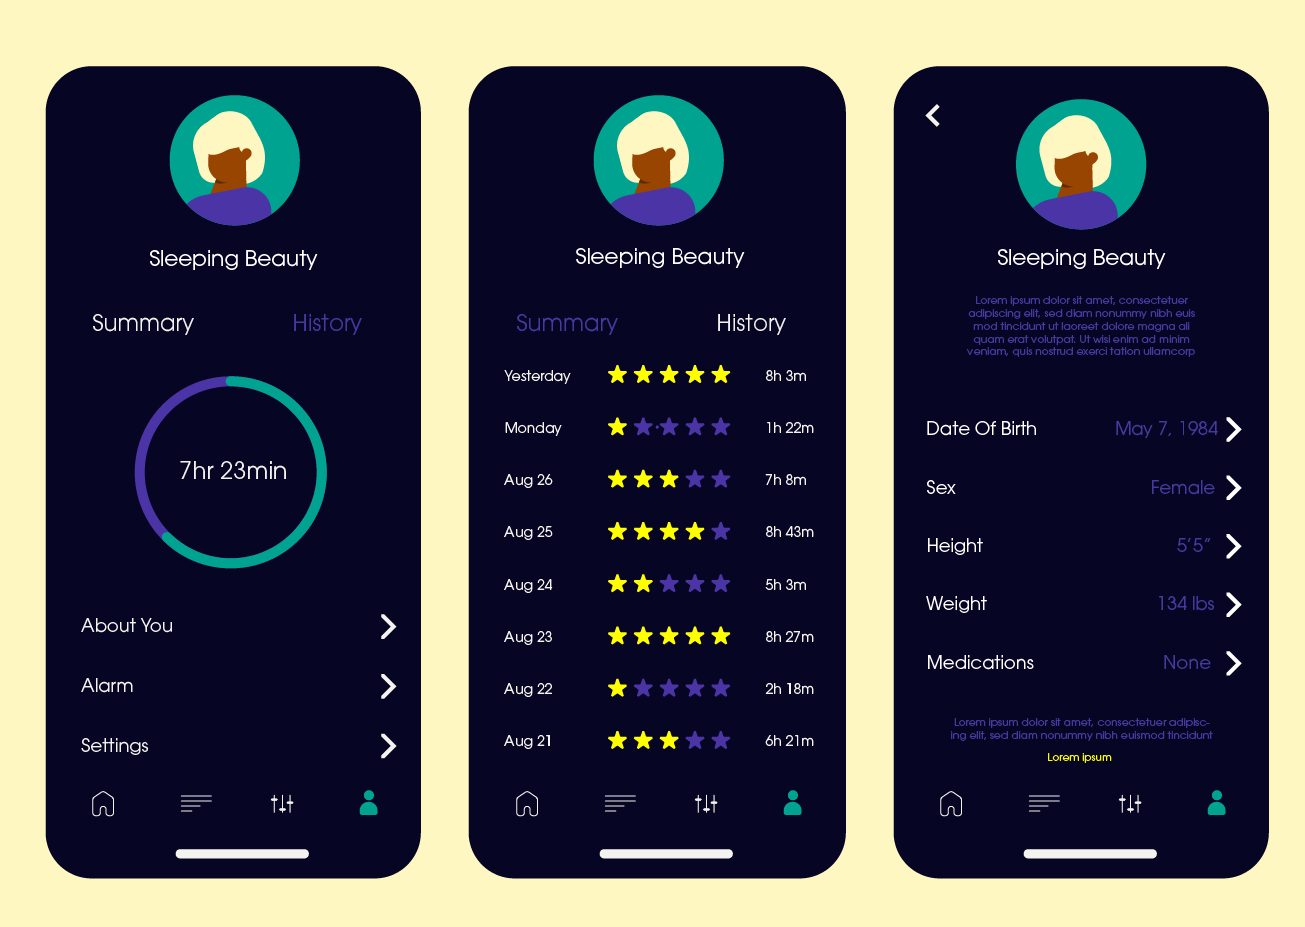 Sleeping Beauty
Summary History
7hr 23min
About You
Alarm
Settings
Sleeping Beauty
Summary History
Yesterday 8h 3m
Monday 1h 22m
Aug 26 7h 8m
Aug 25 8h 43m
Aug 24 5h 3m
Aug 23 8h 27m
Aug 22 2h 18m
Aug 21 6h 21m
Sleeping Beauty
Lorem ipsum dolor sit amet, consectetuer
adipiscing elit, sed diam nonummy nibh euis
mod tincidunt ut laoreet dolore magna ali
quam erat volutpat. Ut wisi enim ad minim
veniam, quis nostrud exerci tation ullamcorp
Date Of Birth May 7, 1984
Sex Female
Height 5’5”
Weight 134 lbs
Medications None
Lorem ipsum dolor sit amet, consectetuer adipisc-
ing elit, sed diam nonummy nibh euismod tincidunt
Lorem ipsum